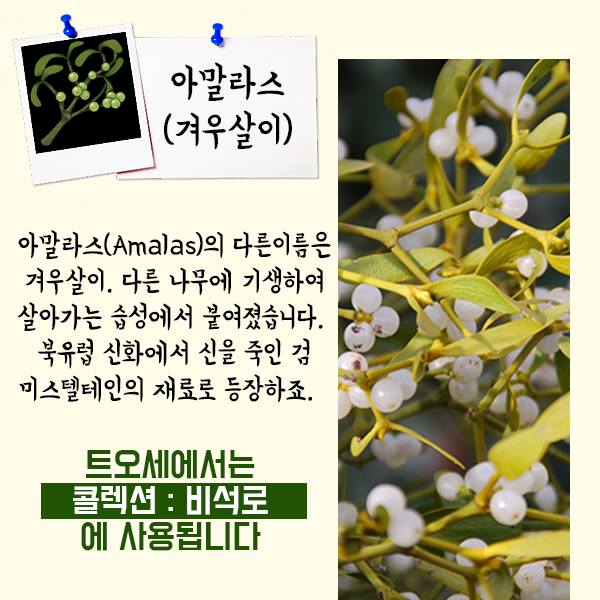 아말라스
(겨우살이)
아말라스(Amalas)의 다른이름은
겨우살이. 다른 나무에 기생하여
살아가는 습성에서 붙여졌습니다.
북유럽 신화에서 신을 죽인 검
미스텔테인의 재료로 등장하죠.
트오세에서는
콜렉션 : 비석로
에 사용됩니다